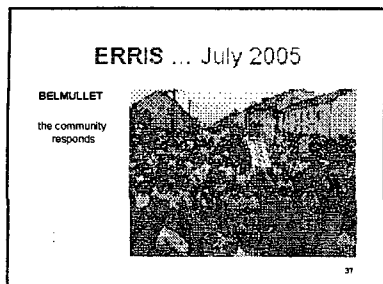 ERRIS ... July 2005
BELMULLET
the community
responds
37